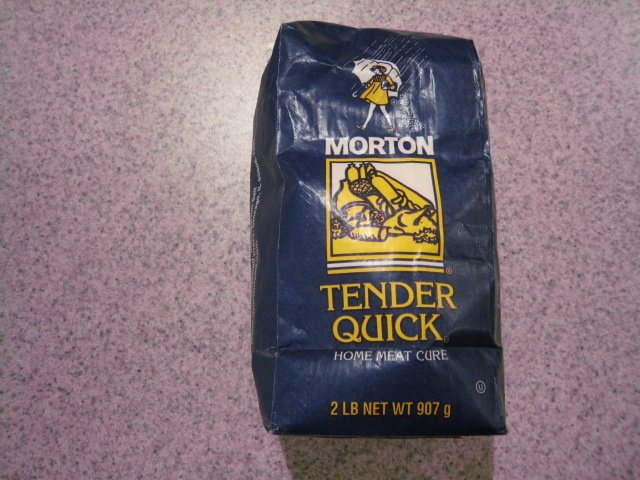 MORTON
TENDER
QUICK®
HOME MEAT CURE
U
2 LB NET WT 907 g